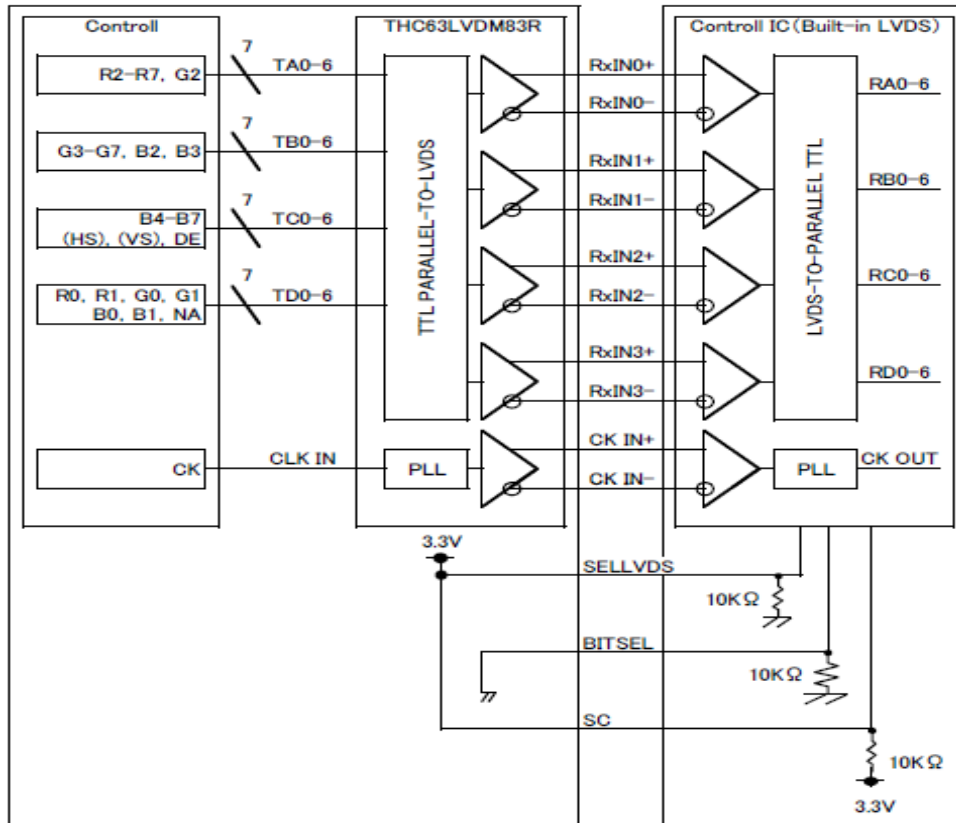 Controll
THC63LVDM83R
Controll IC(Built-in LVDS)
R2-R7, G2
7
TA0-6
RxIN0+
RxIN0-
RA0-6
G3-G7, B2, B3
7
TB0-6
RxIN1+
RxIN1-
RB0-6
B4-B7
(HS), (VS), DE
7
TC0-6
RxIN2+
RxIN2-
RC0-6
R0, R1, G0, G1
B0, B1, NA
7
TD0-6
RxIN3+
RxIN3-
RD0-6
TTL PARALLEL-TO-LVDS
LVDS-TO-PARALLEL TTL
CK
CLK IN
PLL
CK IN+
CK IN-
PLL
CK OUT
3.3V
SELLVDS
10KΩ
BITSEL
10KΩ
SC
10KΩ
3.3V